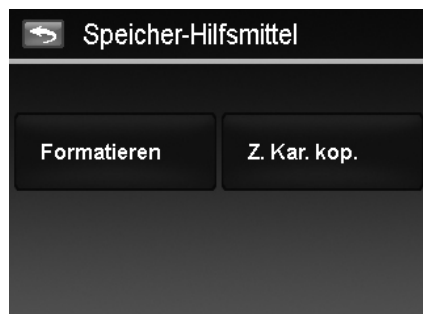 Speicher-Hilfsmittel
Formatieren
Z. Kar. kop.